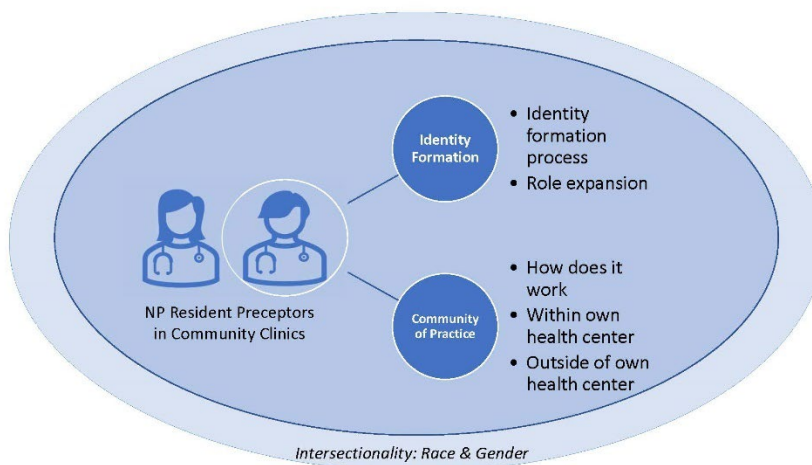 NP Resident Preceptors
in Community Clinics
Identity
Formation
• Identity
formation
process
• Role expansion
Community
of Practice
• How does it
work
• Within own
health center
• Outside of own
health center
Intersectionality: Race & Gender